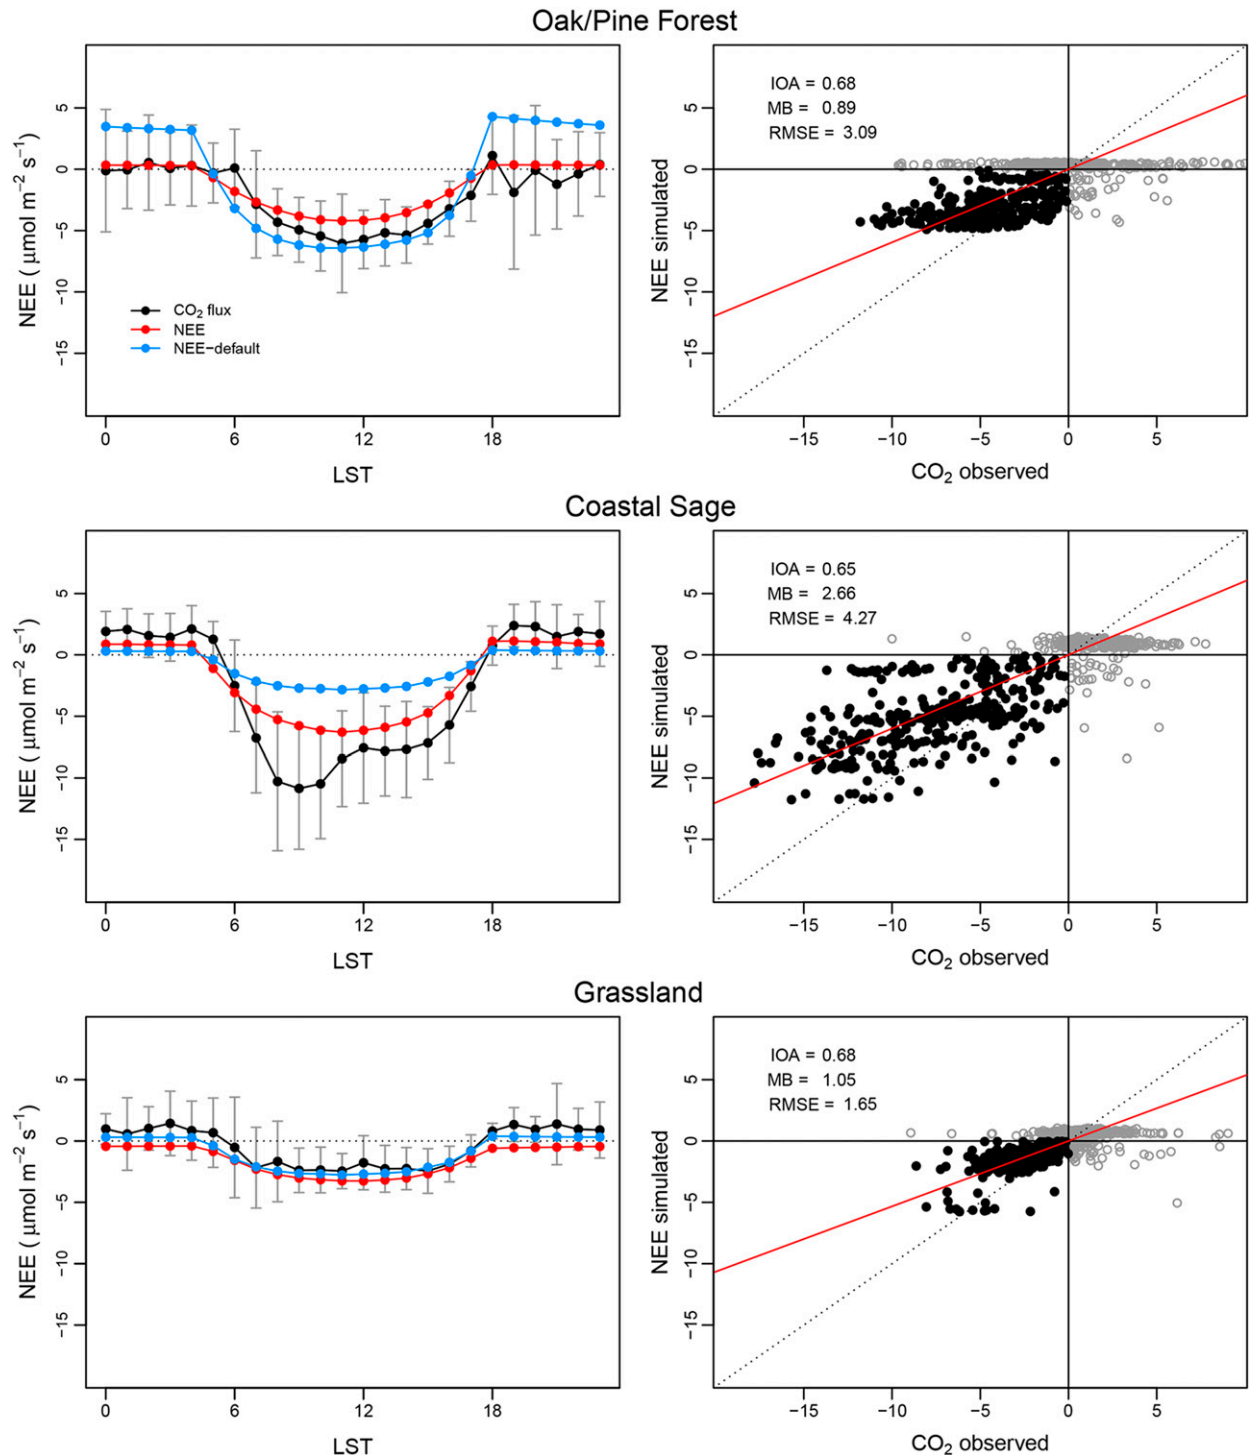 Oak/Pine Forest
5
0
−5
−10
−15
NEE ( μmol m⁻² s⁻¹)
CO₂ flux
NEE
NEE−default
0 6 12 18
LST
IOA = 0.68
MB = 0.89
RMSE = 3.09
5
0
−5
−10
−15
NEE simulated
−15 −10 −5 0 5
CO₂ observed
Coastal Sage
5
0
−5
−10
−15
NEE ( μmol m⁻² s⁻¹)
0 6 12 18
LST
IOA = 0.65
MB = 2.66
RMSE = 4.27
5
0
−5
−10
−15
NEE simulated
−15 −10 −5 0 5
CO₂ observed
Grassland
5
0
−5
−10
−15
NEE ( μmol m⁻² s⁻¹)
0 6 12 18
LST
IOA = 0.68
MB = 1.05
RMSE = 1.65
5
0
−5
−10
−15
NEE simulated
−15 −10 −5 0 5
CO₂ observed